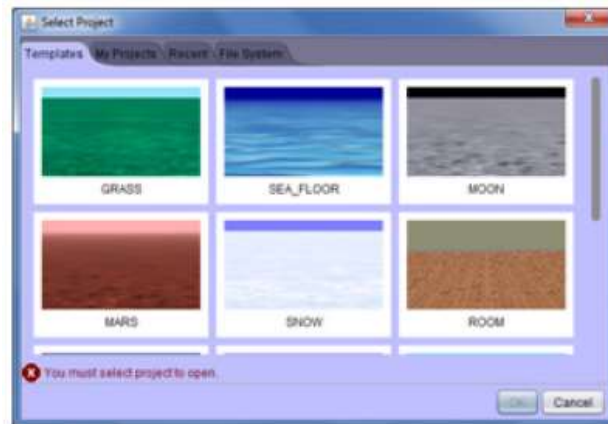 Select Project
Templates My Projects Recent File System
GRASS SEA_FLOOR MOON
MARS SNOW ROOM
You must select project to open.
OK Cancel